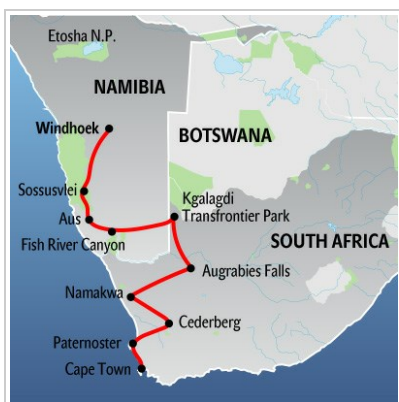 Etosha N.P.
NAMIBIA
Windhoek
BOTSWANA
Sossusvlei
Kgalagdi
Aus
Transfrontier Park
Fish River Canyon
SOUTH AFRICA
Augrabies Falls
Namakwa
Cederberg
Paternoster
Cape Town